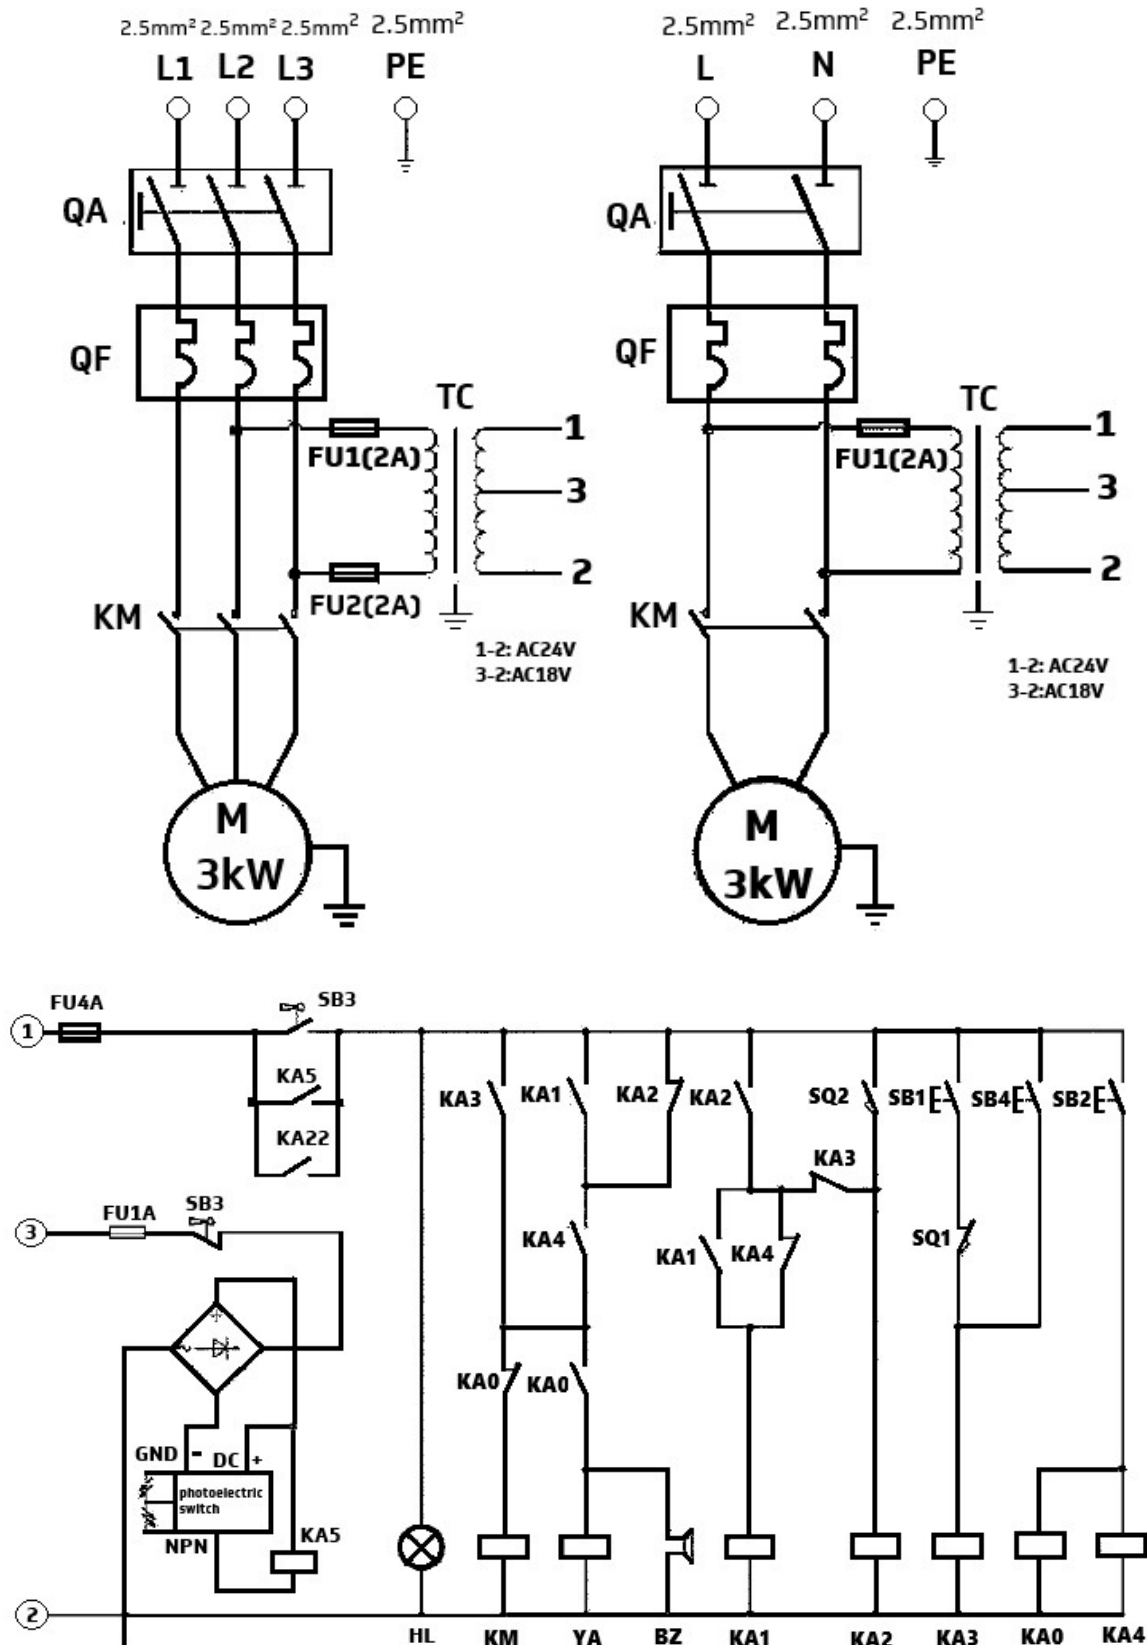 2.5mm² 2.5mm² 2.5mm² 2.5mm²
L1 L2 L3 PE
QA
QF
TC
FU1(2A)
1
3
2
FU2(2A)
KM
1-2: AC24V
3-2:AC18V
M
3kW
2.5mm² 2.5mm² 2.5mm²
L N PE
QA
QF
TC
FU1(2A)
1
3
2
KM
1-2: AC24V
3-2:AC18V
M
3kW
1 FU4A SB3
KA5
KA22
KA3 KA1 KA2 KA2 SQ2 SB1 SB4 SB2
KA3
3 FU1A SB3
KA4 KA1 KA4 SQ1
KA0 KA0
GND - DC +
photoelectric
switch
NPN KA5
2
HL KM YA BZ KA1 KA2 KA3 KA0 KA4